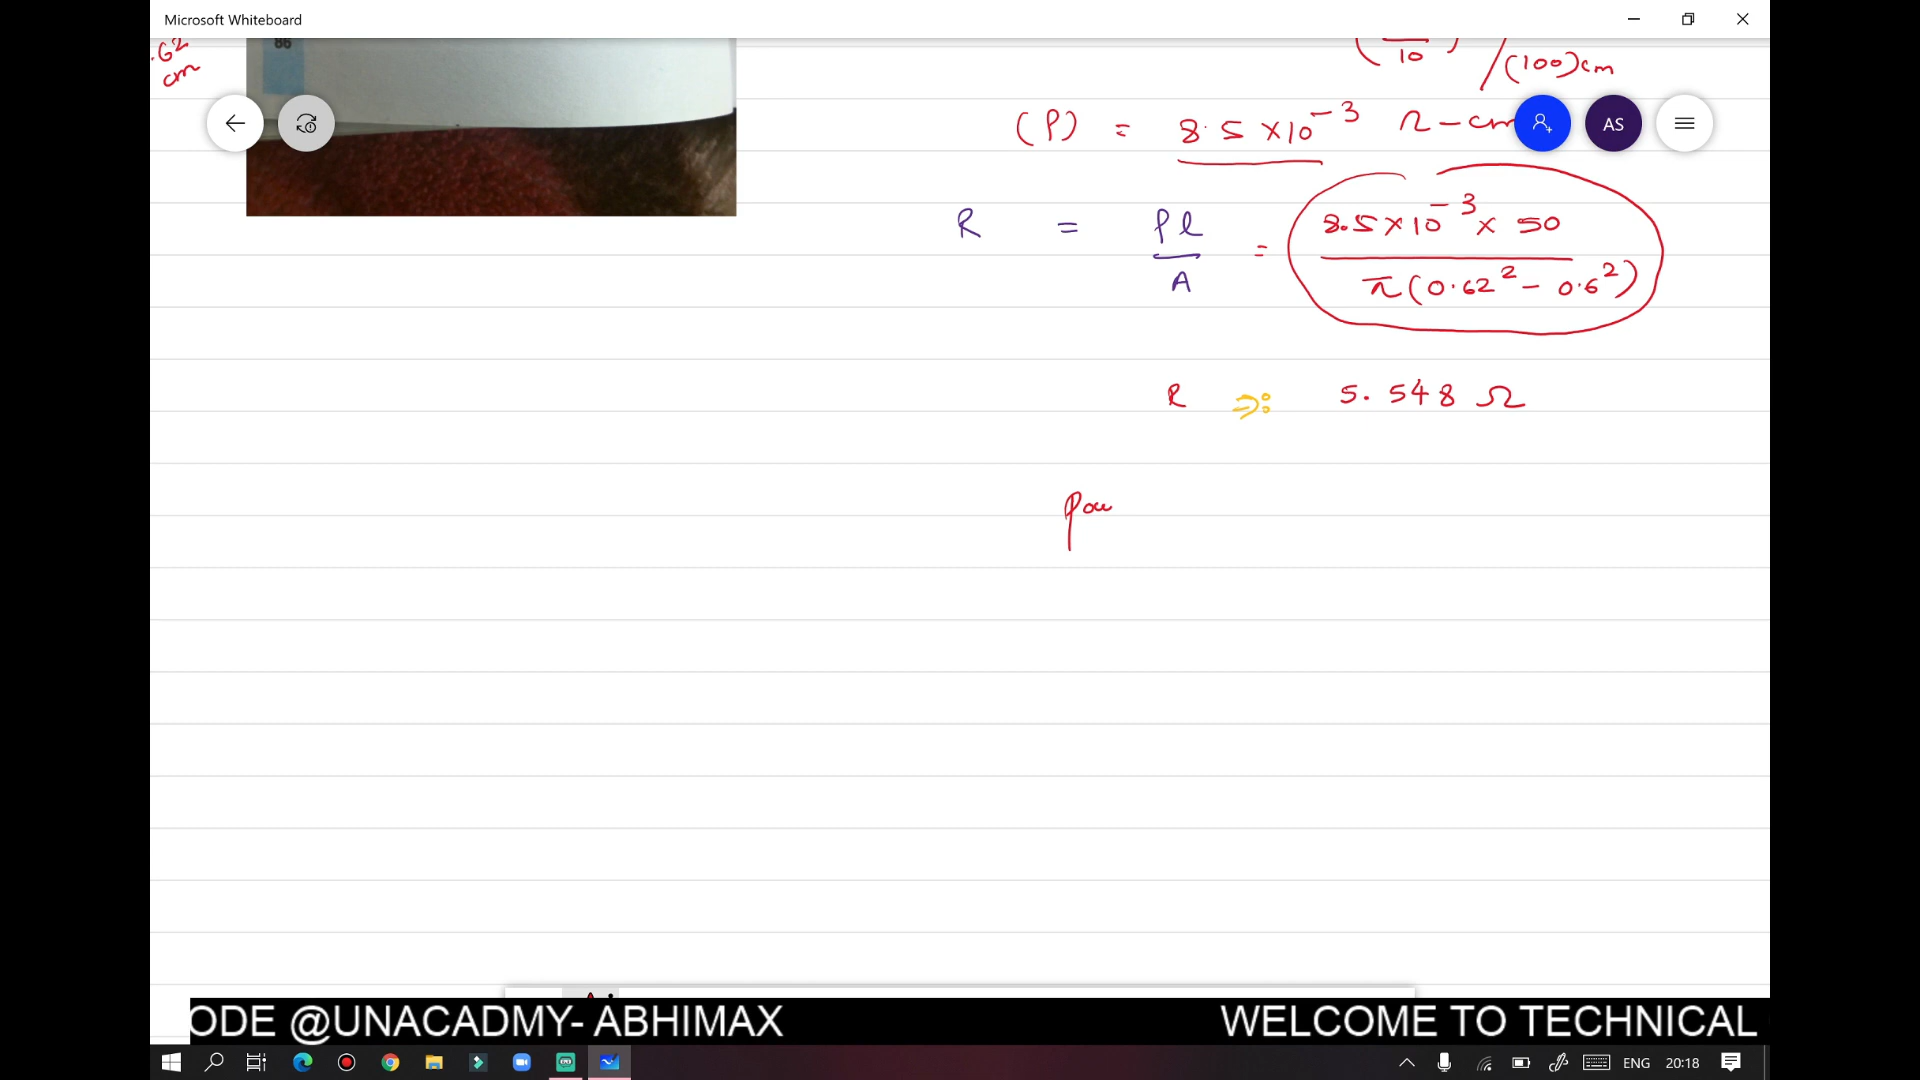 Microsoft Whiteboard
.62
cm
86
10
/(100)cm
(ρ) = 8.5 ×10⁻³ Ω-cm
AS
R = ρl/A = 8.5×10⁻³ × 50 / π(0.62² - 0.6²)
R ⇒: 5.548 Ω
pow
ODE @UNACADMY- ABHIMAX
WELCOME TO TECHNICAL
ENG
20:18